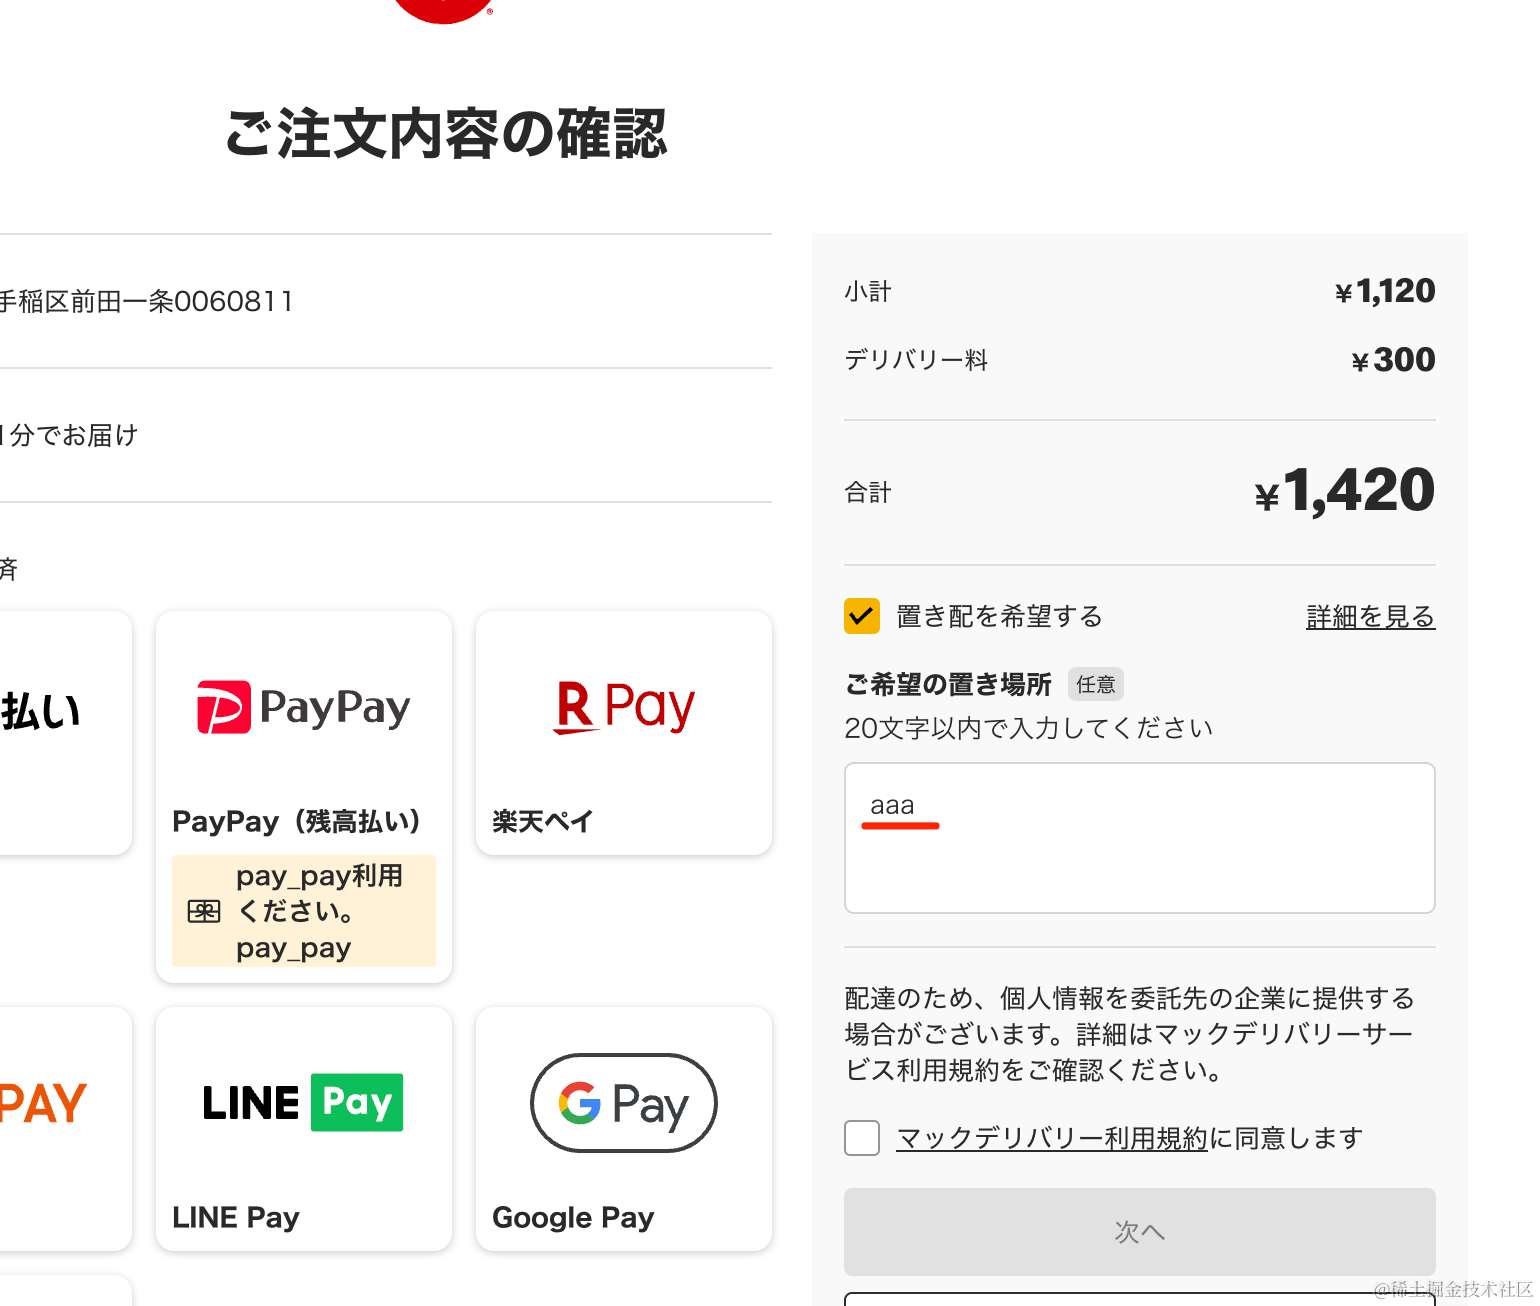 ご注文内容の確認
手稲区前田一条0060811
1分でお届け
済
払い
PayPay
PayPay（残高払い）
pay_pay利用
ください。
pay_pay
R Pay
楽天ペイ
PAY
LINE Pay
LINE Pay
G Pay
Google Pay
小計 ¥1,120
デリバリー料 ¥300
合計 ¥1,420
置き配を希望する 詳細を見る
ご希望の置き場所 任意
20文字以内で入力してください
aaa
配達のため、個人情報を委託先の企業に提供する
場合がございます。詳細はマックデリバリーサー
ビス利用規約をご確認ください。
マックデリバリー利用規約に同意します
次へ
@稀土掘金技术社区